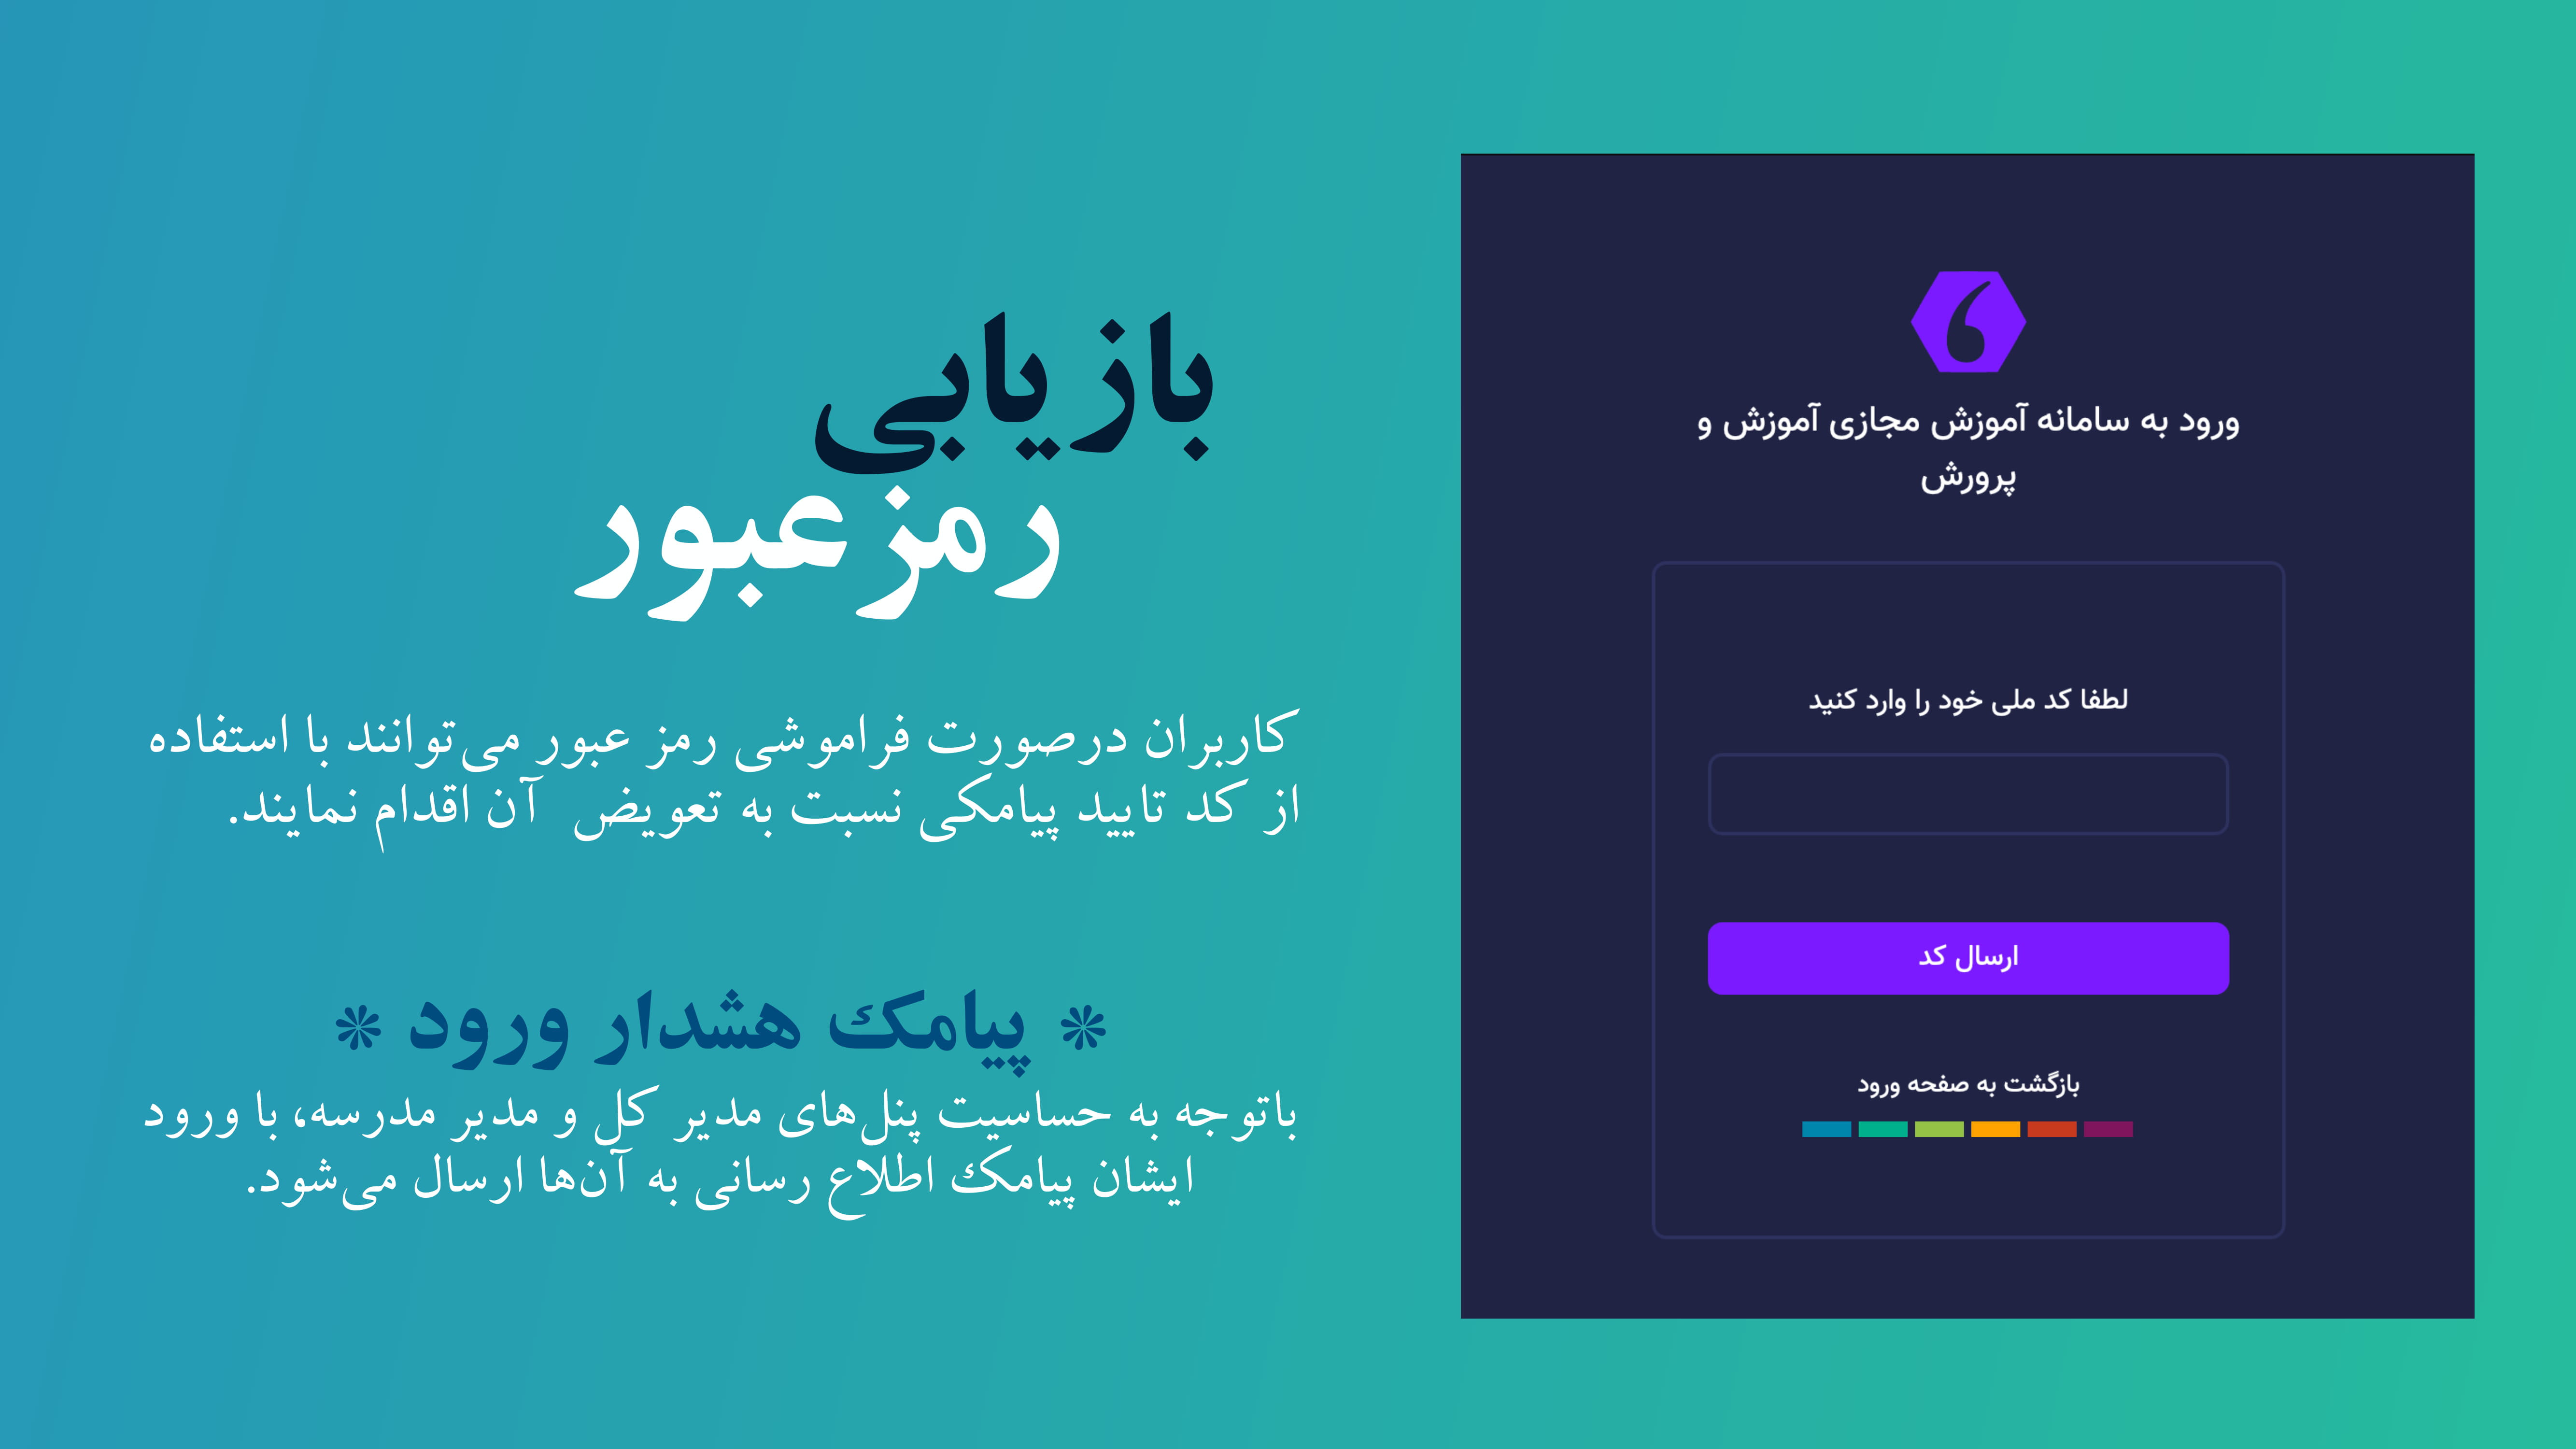 بازیابی
رمزعبور
کاربران درصورت فراموشی رمز عبور می‌توانند با استفاده
از کد تایید پیامکی نسبت به تعویض آن اقدام نمایند.
* پیامک هشدار ورود *
باتوجه به حساسیت پنل‌های مدیر کل و مدیر مدرسه، با ورود
ایشان پیامک اطلاع رسانی به آن‌ها ارسال می‌شود.
ورود به سامانه آموزش مجازی آموزش و
پرورش
لطفا کد ملی خود را وارد کنید
ارسال کد
بازگشت به صفحه ورود